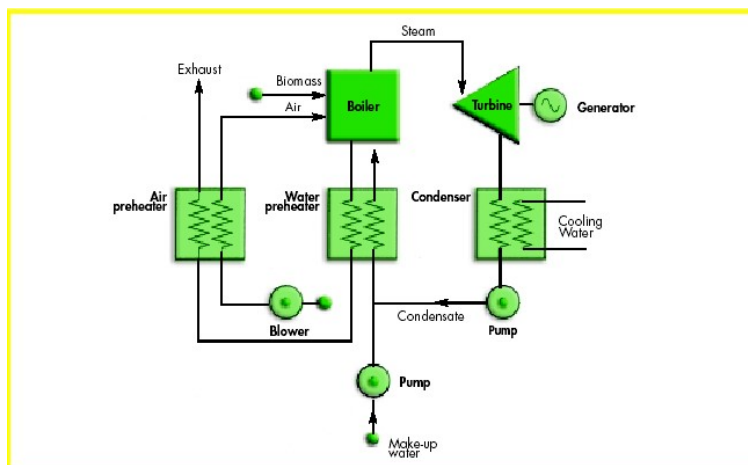 Steam
Exhaust
Biomass
Air
Boiler
Turbine
Generator
Air
preheater
Water
preheater
Condenser
Cooling
Water
Blower
Condensate
Pump
Pump
Make-up
water